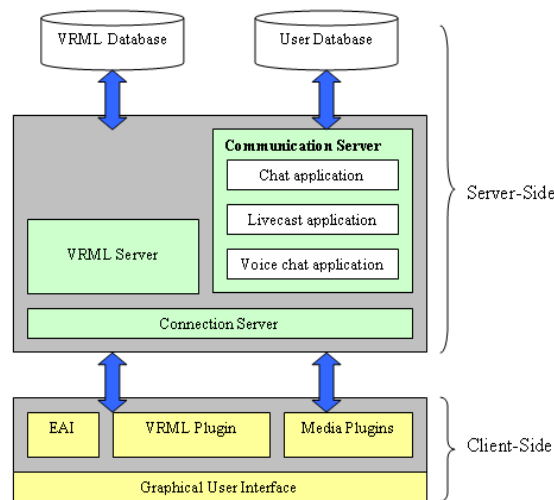 VRML Database
User Database
Communication Server
Chat application
Livecast application
Voice chat application
VRML Server
Connection Server
Server-Side
EAI
VRML Plugin
Media Plugins
Graphical User Interface
Client-Side